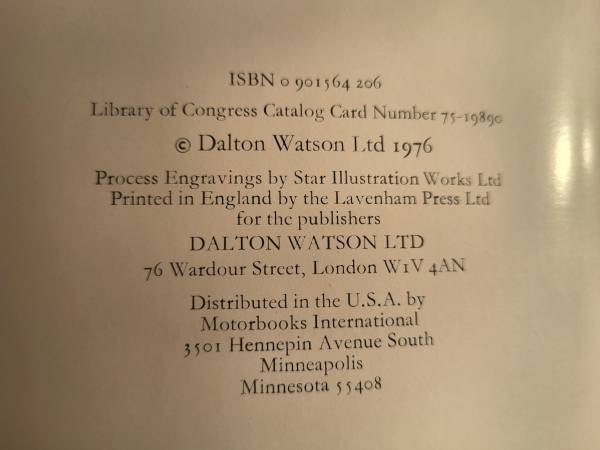 ISBN 0 901564 206
Library of Congress Catalog Card Number 75-19890
© Dalton Watson Ltd 1976
Process Engravings by Star Illustration Works Ltd
Printed in England by the Lavenham Press Ltd
for the publishers
DALTON WATSON LTD
76 Wardour Street, London W1V 4AN
Distributed in the U.S.A. by
Motorbooks International
3501 Hennepin Avenue South
Minneapolis
Minnesota 55408